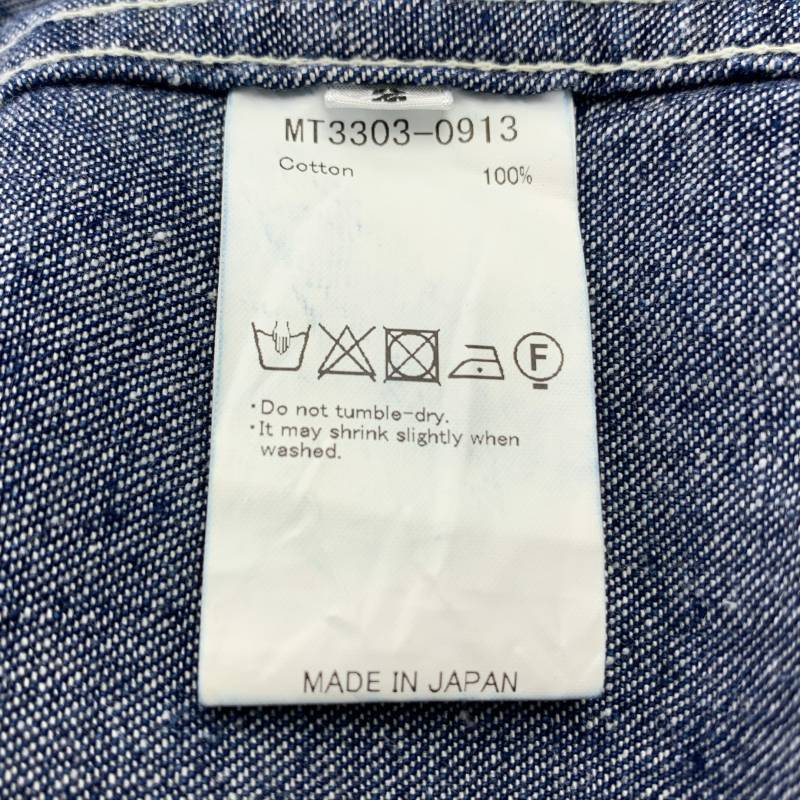 MT3303-0913
Cotton 100%
F
・Do not tumble-dry.
・It may shrink slightly when
washed.
MADE IN JAPAN